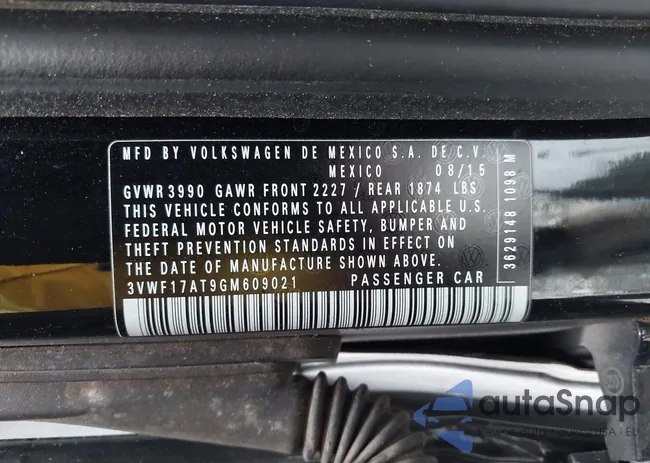 MFD BY VOLKSWAGEN DE MEXICO S.A. DE C.V.
MEXICO 08/15
GVWR 3990 GAWR FRONT 2227 / REAR 1874 LBS
THIS VEHICLE CONFORMS TO ALL APPLICABLE U.S.
FEDERAL MOTOR VEHICLE SAFETY, BUMPER AND
THEFT PREVENTION STANDARDS IN EFFECT ON
THE DATE OF MANUFACTURE SHOWN ABOVE.
3VWF17AT9GM609021 PASSENGER CAR
3629148 1098 M
autoSnap